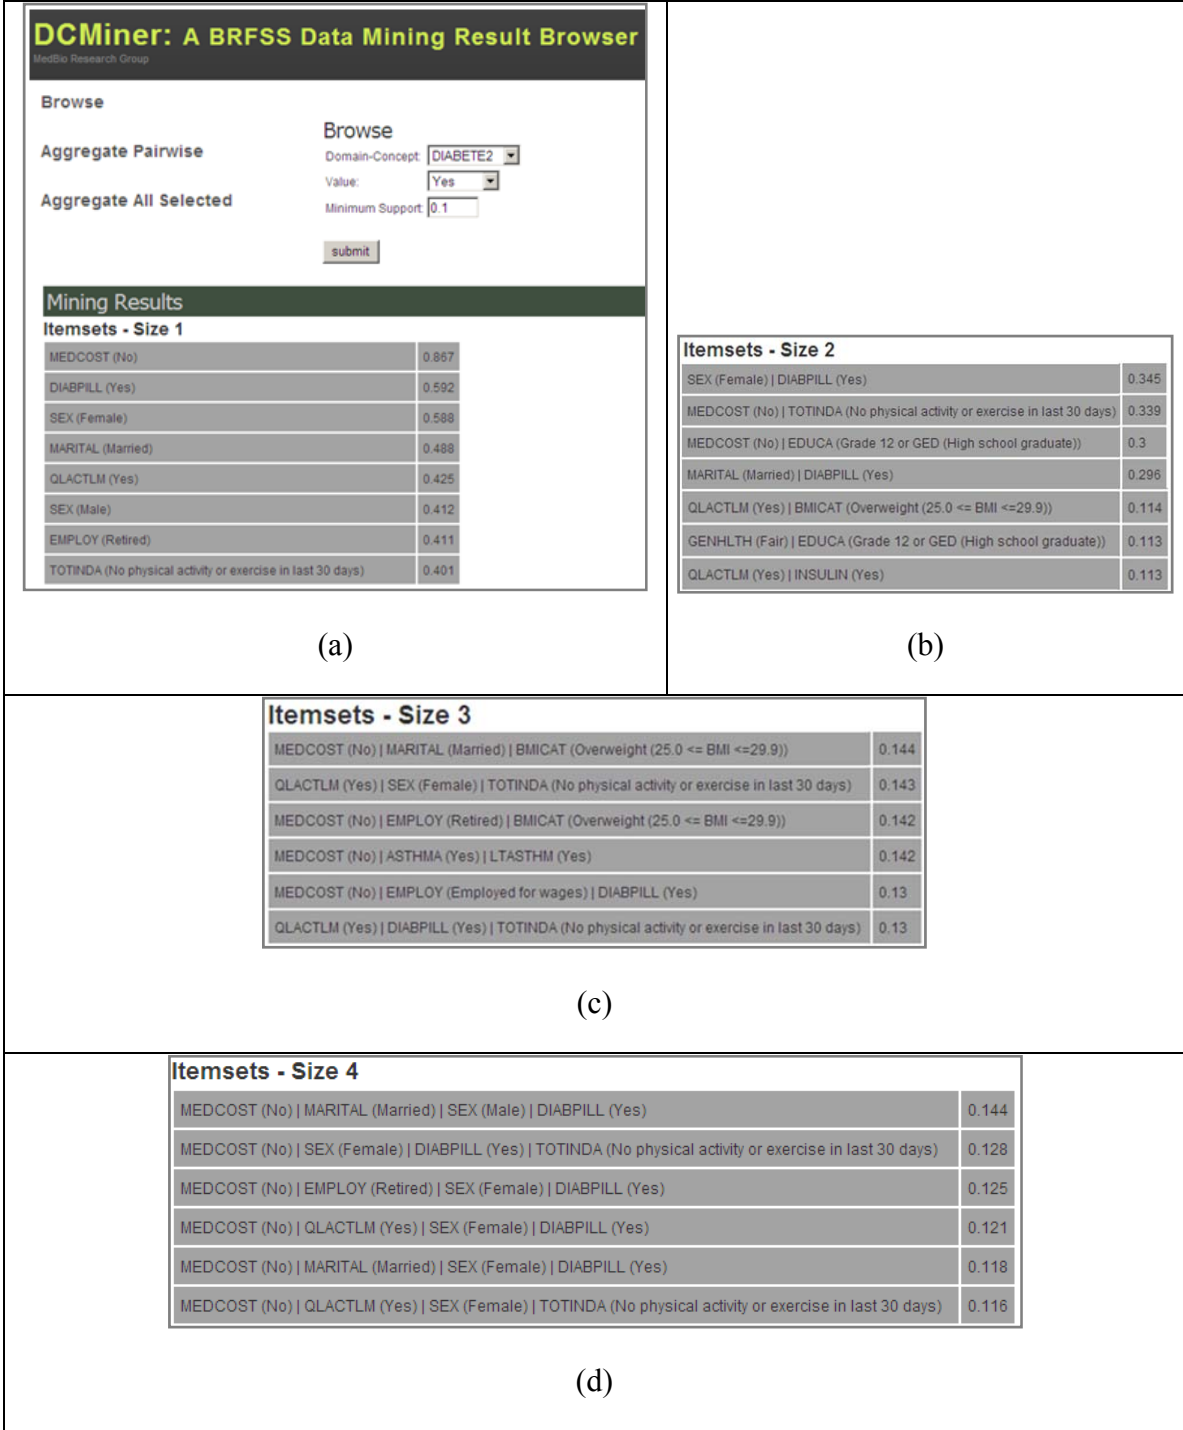 DCMiner: A BRFSS Data Mining Result Browser
MedBio Research Group
Browse
Aggregate Pairwise
Aggregate All Selected
Browse
Domain-Concept: DIABETE2
Value: Yes
Minimum Support: 0.1
submit
Mining Results
Itemsets - Size 1
MEDCOST (No) 0.867
DIABPILL (Yes) 0.592
SEX (Female) 0.588
MARITAL (Married) 0.488
QLACTLM (Yes) 0.425
SEX (Male) 0.412
EMPLOY (Retired) 0.411
TOTINDA (No physical activity or exercise in last 30 days) 0.401
(a)
Itemsets - Size 2
SEX (Female) | DIABPILL (Yes) 0.345
MEDCOST (No) | TOTINDA (No physical activity or exercise in last 30 days) 0.339
MEDCOST (No) | EDUCA (Grade 12 or GED (High school graduate)) 0.3
MARITAL (Married) | DIABPILL (Yes) 0.296
QLACTLM (Yes) | BMICAT (Overweight (25.0 <= BMI <=29.9)) 0.114
GENHLTH (Fair) | EDUCA (Grade 12 or GED (High school graduate)) 0.113
QLACTLM (Yes) | INSULIN (Yes) 0.113
(b)
Itemsets - Size 3
MEDCOST (No) | MARITAL (Married) | BMICAT (Overweight (25.0 <= BMI <=29.9)) 0.144
QLACTLM (Yes) | SEX (Female) | TOTINDA (No physical activity or exercise in last 30 days) 0.143
MEDCOST (No) | EMPLOY (Retired) | BMICAT (Overweight (25.0 <= BMI <=29.9)) 0.142
MEDCOST (No) | ASTHMA (Yes) | LTASTHM (Yes) 0.142
MEDCOST (No) | EMPLOY (Employed for wages) | DIABPILL (Yes) 0.13
QLACTLM (Yes) | DIABPILL (Yes) | TOTINDA (No physical activity or exercise in last 30 days) 0.13
(c)
Itemsets - Size 4
MEDCOST (No) | MARITAL (Married) | SEX (Male) | DIABPILL (Yes) 0.144
MEDCOST (No) | SEX (Female) | DIABPILL (Yes) | TOTINDA (No physical activity or exercise in last 30 days) 0.128
MEDCOST (No) | EMPLOY (Retired) | SEX (Female) | DIABPILL (Yes) 0.125
MEDCOST (No) | QLACTLM (Yes) | SEX (Female) | DIABPILL (Yes) 0.121
MEDCOST (No) | MARITAL (Married) | SEX (Female) | DIABPILL (Yes) 0.118
MEDCOST (No) | QLACTLM (Yes) | SEX (Female) | TOTINDA (No physical activity or exercise in last 30 days) 0.116
(d)